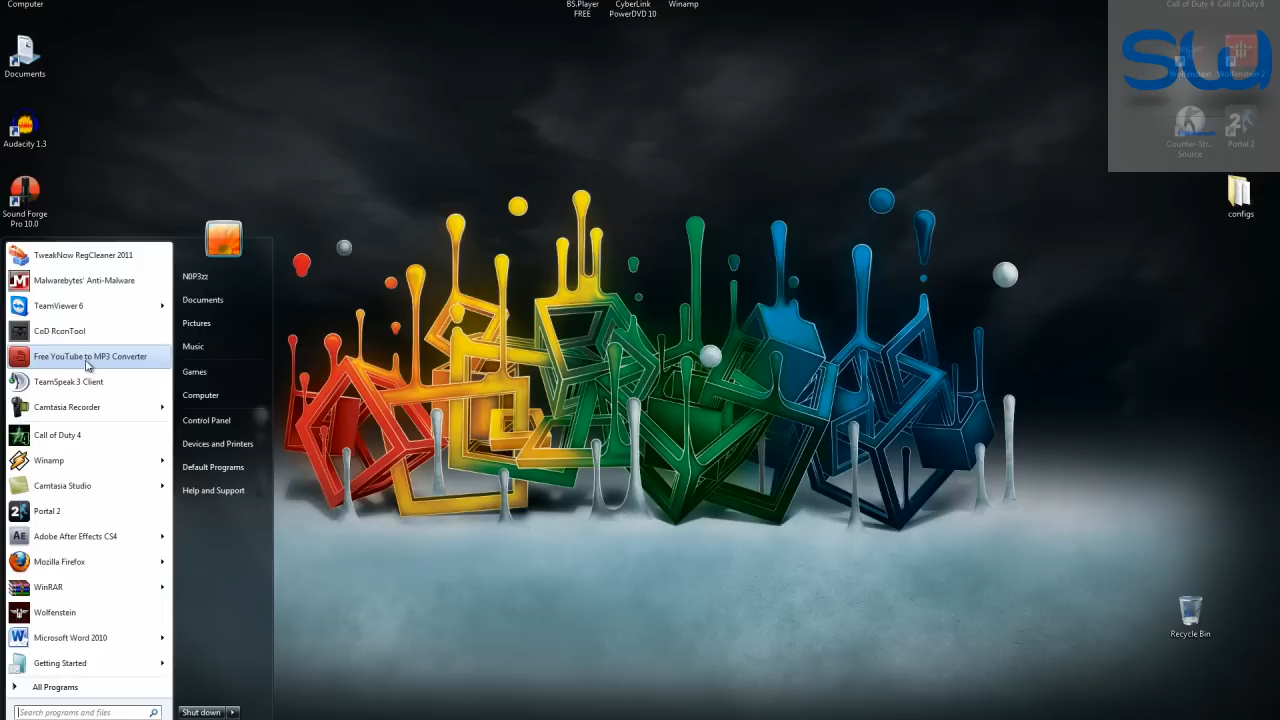 Computer
BS.Player
FREE
CyberLink
PowerDVD 10
Winamp
Call of Duty 4
Call of Duty 6
Documents
Wolfenstein
Wolfenstein 2
SW
Audacity 1.3
Counter-Str...
Source
Portal 2
Sound Forge
Pro 10.0
configs
TweakNow RegCleaner 2011
Malwarebytes' Anti-Malware
TeamViewer 6
CoD RconTool
Free YouTube to MP3 Converter
TeamSpeak 3 Client
Camtasia Recorder
Call of Duty 4
Winamp
Camtasia Studio
Portal 2
Adobe After Effects CS4
Mozilla Firefox
WinRAR
Wolfenstein
Microsoft Word 2010
Getting Started
All Programs
Search programs and files
N0P3zz
Documents
Pictures
Music
Games
Computer
Control Panel
Devices and Printers
Default Programs
Help and Support
Shut down
Recycle Bin